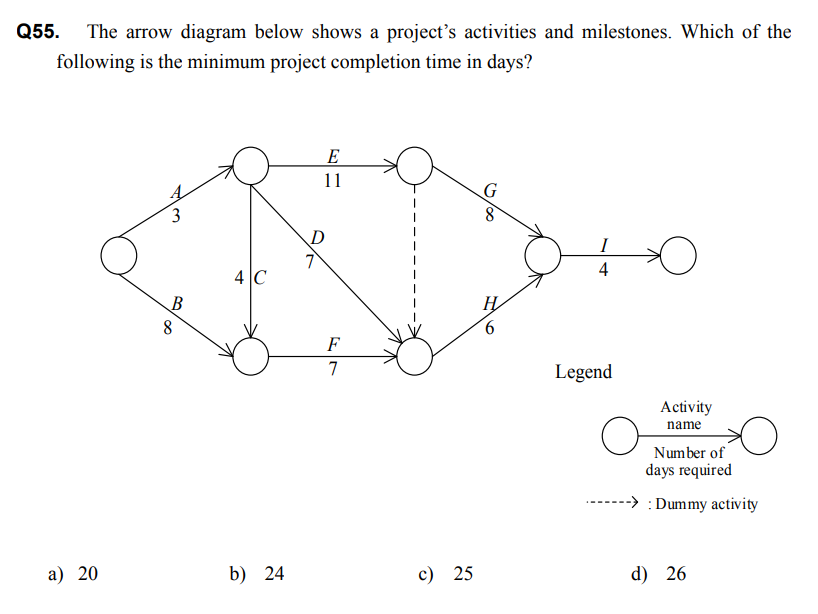 Q55. The arrow diagram below shows a project’s activities and milestones. Which of the
following is the minimum project completion time in days?
E
11
A
3
G
8
D
7
I
4
4 C
B
8
H
6
F
7
Legend
Activity
name
Number of
days required
: Dummy activity
a) 20 b) 24 c) 25 d) 26